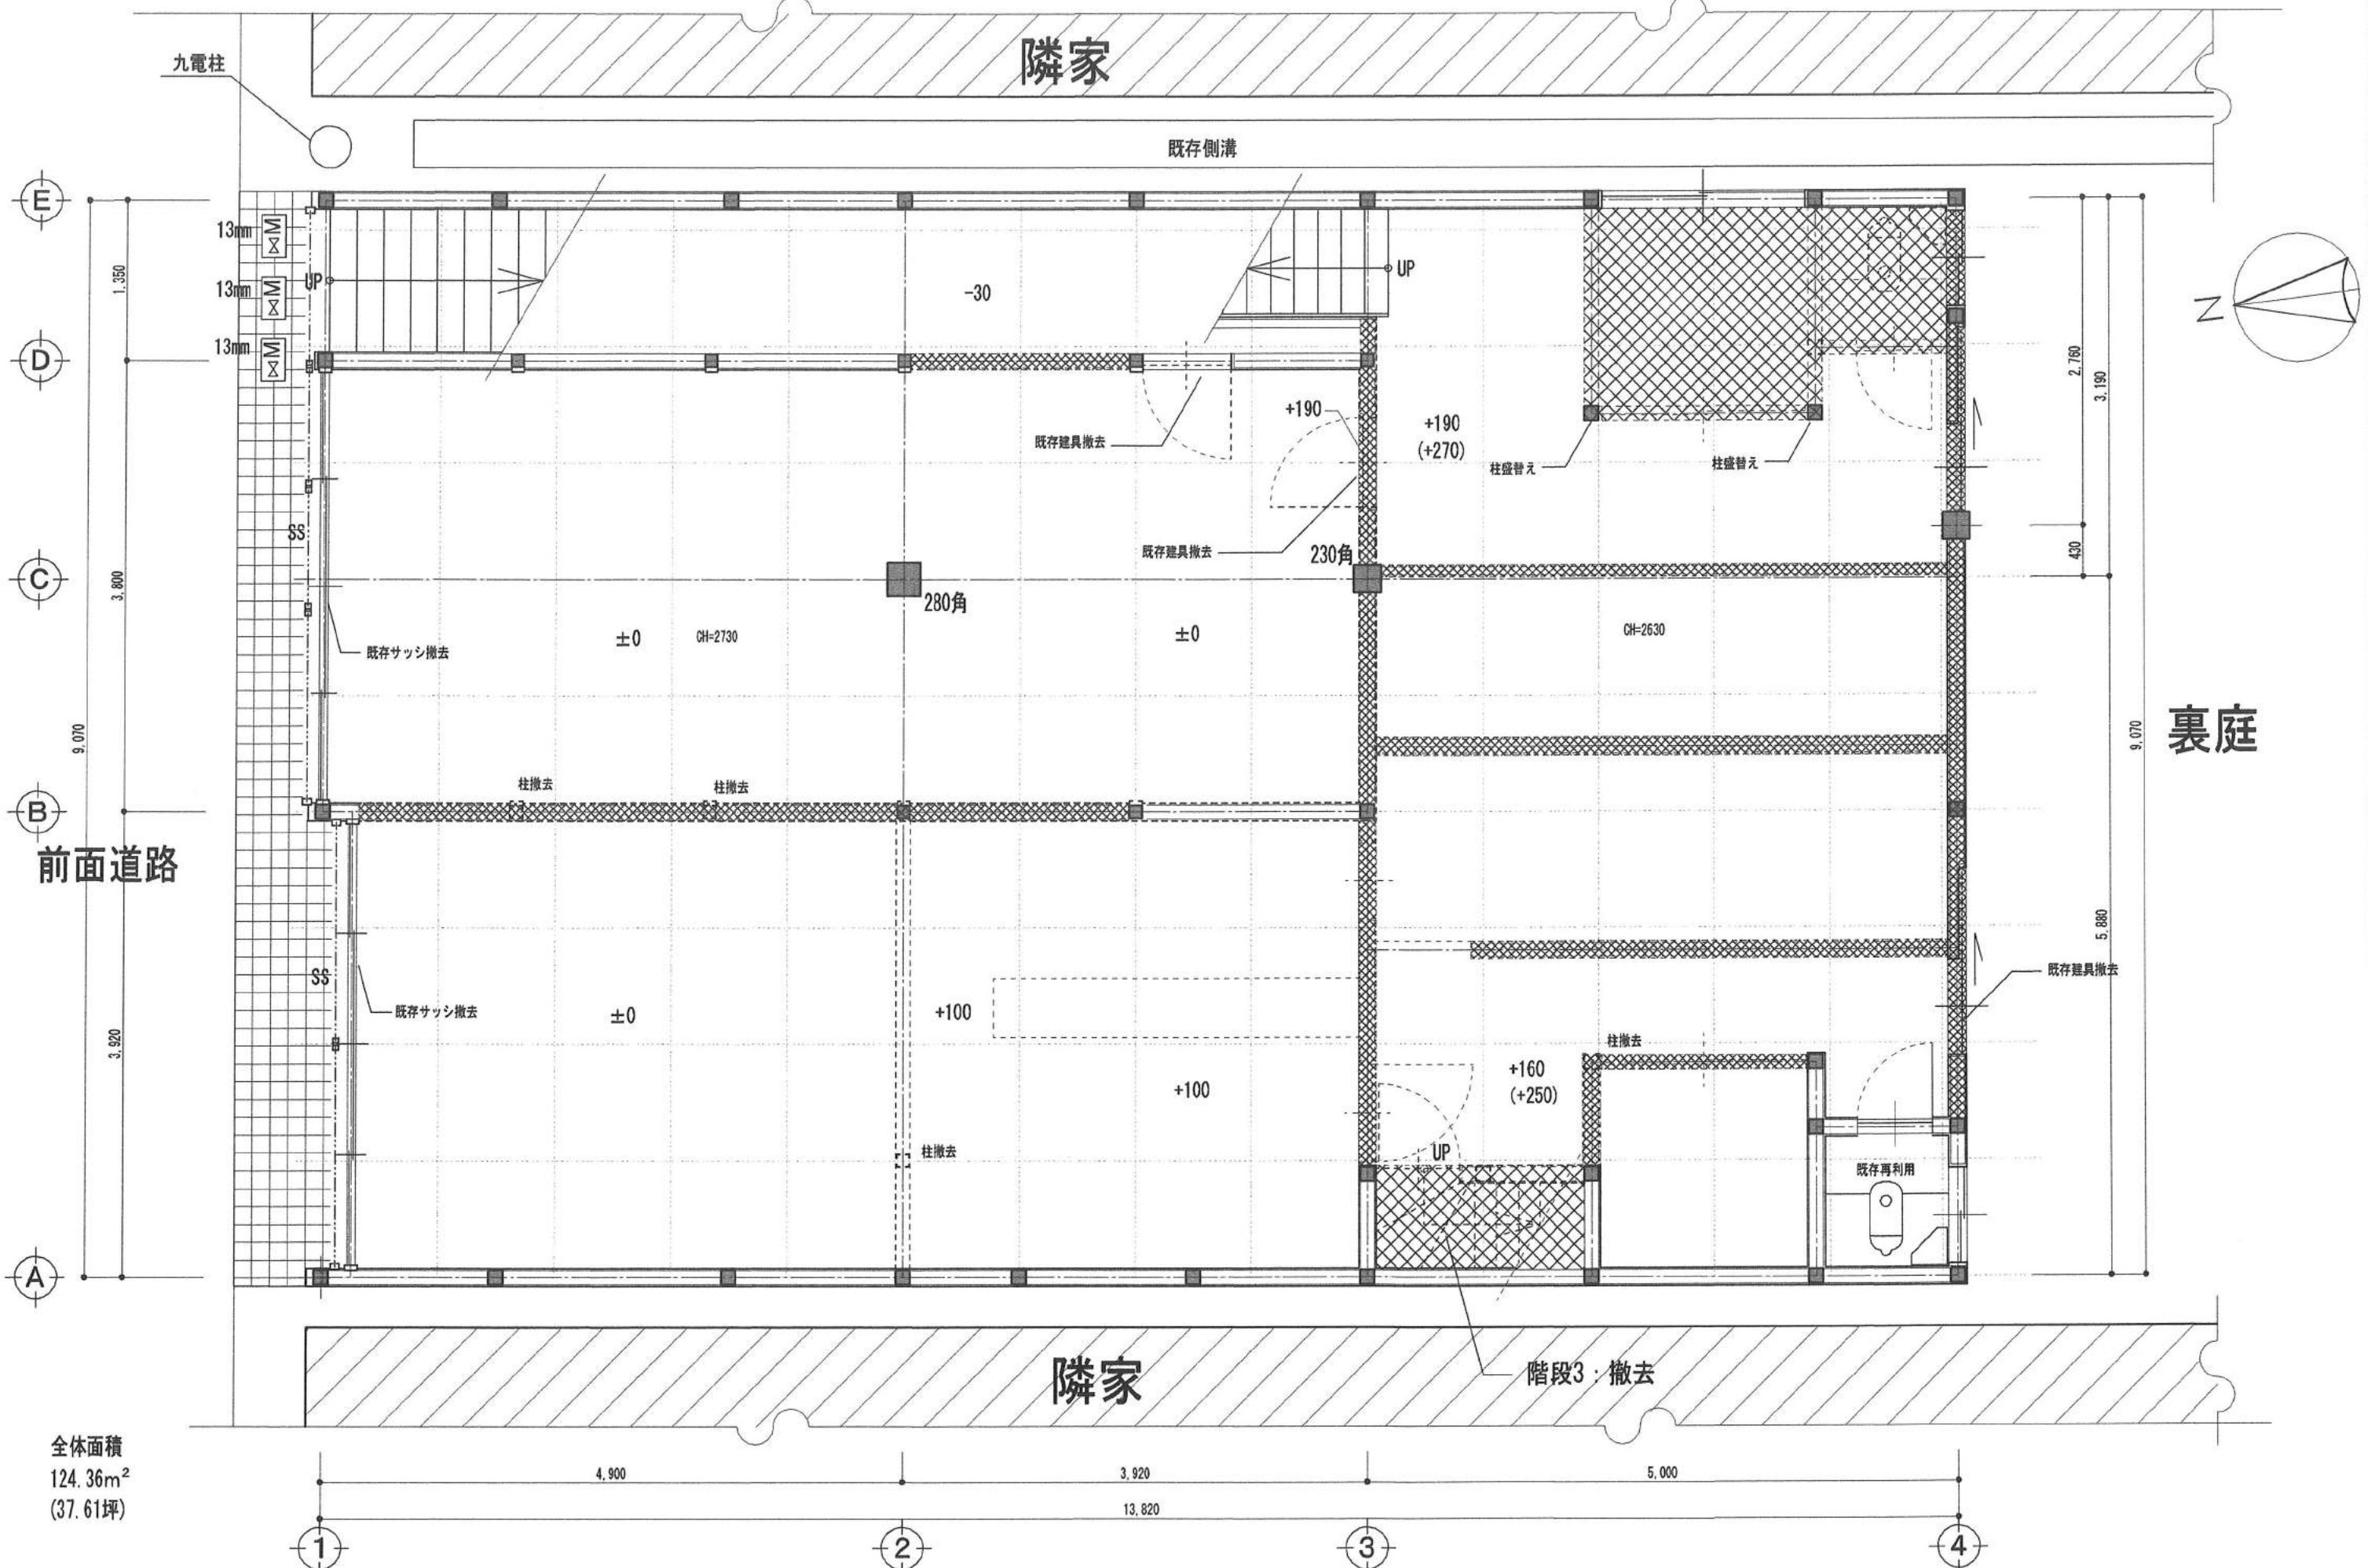 隣家
九電柱
既存側溝
E
13mm
M
1,350
UP
UP
13mm
M
-30
N
13mm
M
D
2,760
3,190
+190
+190
(+270)
既存建具撤去
柱盛替え
柱盛替え
SS
既存建具撤去
230角
430
C
3,800
280角
±0
CH=2730
±0
CH=2630
既存サッシ撤去
9,070
9,070
裏庭
柱撤去
柱撤去
B
前面道路
5,880
SS
既存建具撤去
既存サッシ撤去
±0
+100
3,920
柱撤去
+160
(+250)
+100
柱撤去
UP
既存再利用
A
隣家
階段3：撤去
全体面積
124.36m²
(37.61坪)
4,900
3,920
5,000
13,820
1
2
3
4